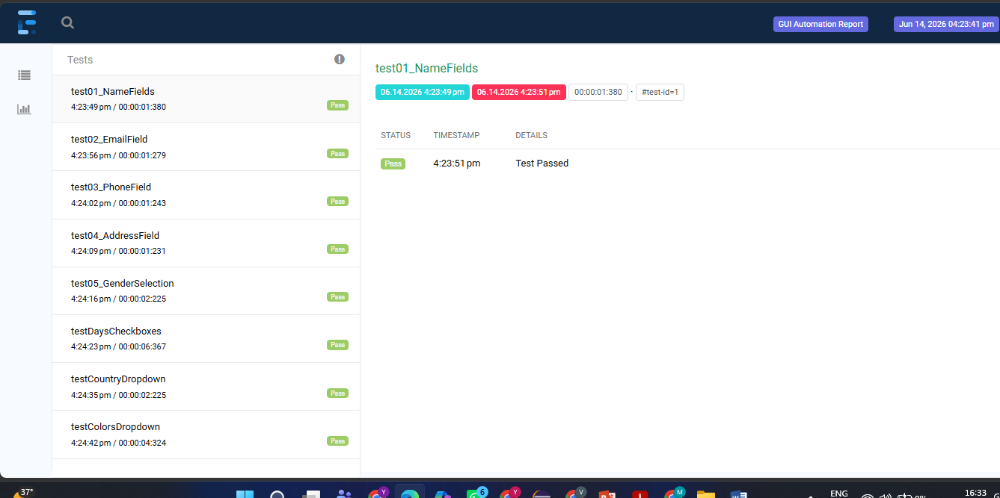 GUI Automation Report
Jun 14, 2026 04:23:41 pm
Tests
test01_NameFields
4:23:49 pm / 00:00:01:380
Pass
test02_EmailField
4:23:56 pm / 00:00:01:279
Pass
test03_PhoneField
4:24:02 pm / 00:00:01:243
Pass
test04_AddressField
4:24:09 pm / 00:00:01:231
Pass
test05_GenderSelection
4:24:16 pm / 00:00:02:225
Pass
testDaysCheckboxes
4:24:23 pm / 00:00:06:367
Pass
testCountryDropdown
4:24:35 pm / 00:00:02:225
Pass
testColorsDropdown
4:24:42 pm / 00:00:04:324
Pass
test01_NameFields
06.14.2026 4:23:49 pm 06.14.2026 4:23:51 pm 00:00:01:380 · #test-id=1
STATUS TIMESTAMP DETAILS
Pass 4:23:51 pm Test Passed
37°
Y
6
Y
V
M
ENG
16:33